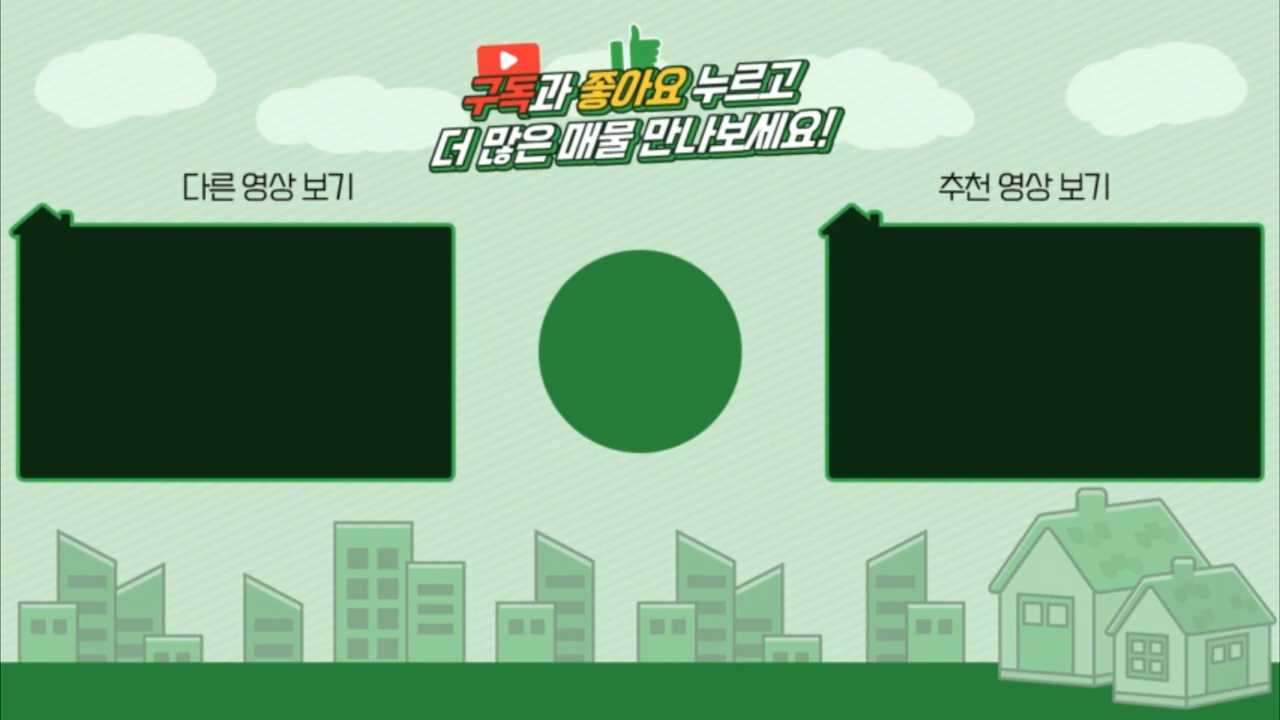 구독과 좋아요 누르고
더 많은 매물 만나보세요!
다른 영상 보기
추천 영상 보기